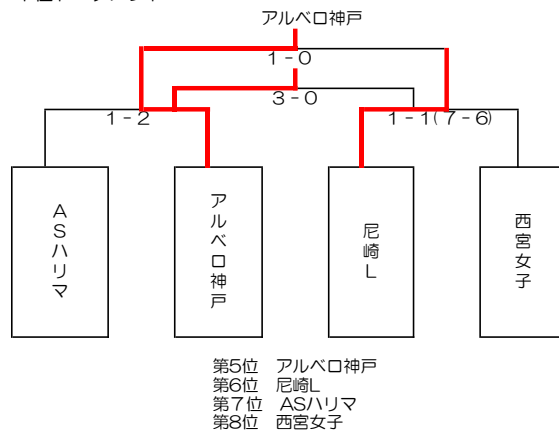 アルベロ神戸
1-0
3-0
1-2
1-1(7-6)
ASハリマ
アルベロ神戸
尼崎L
西宮女子
第5位 アルベロ神戸
第6位 尼崎L
第7位 ASハリマ
第8位 西宮女子